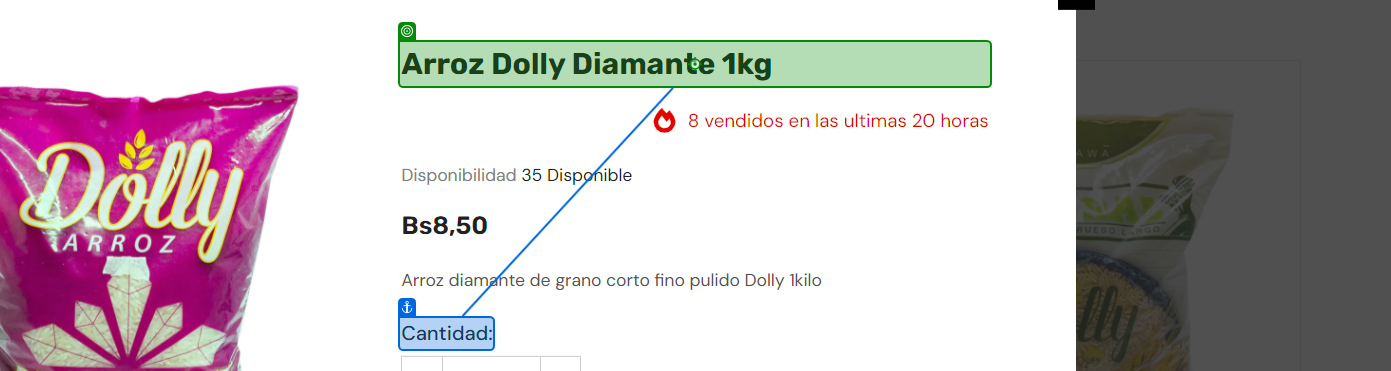 Arroz Dolly Diamante 1kg
8 vendidos en las ultimas 20 horas
Disponibilidad 35 Disponible
Bs8,50
Arroz diamante de grano corto fino pulido Dolly 1kilo
Cantidad:
Dolly
ARROZ